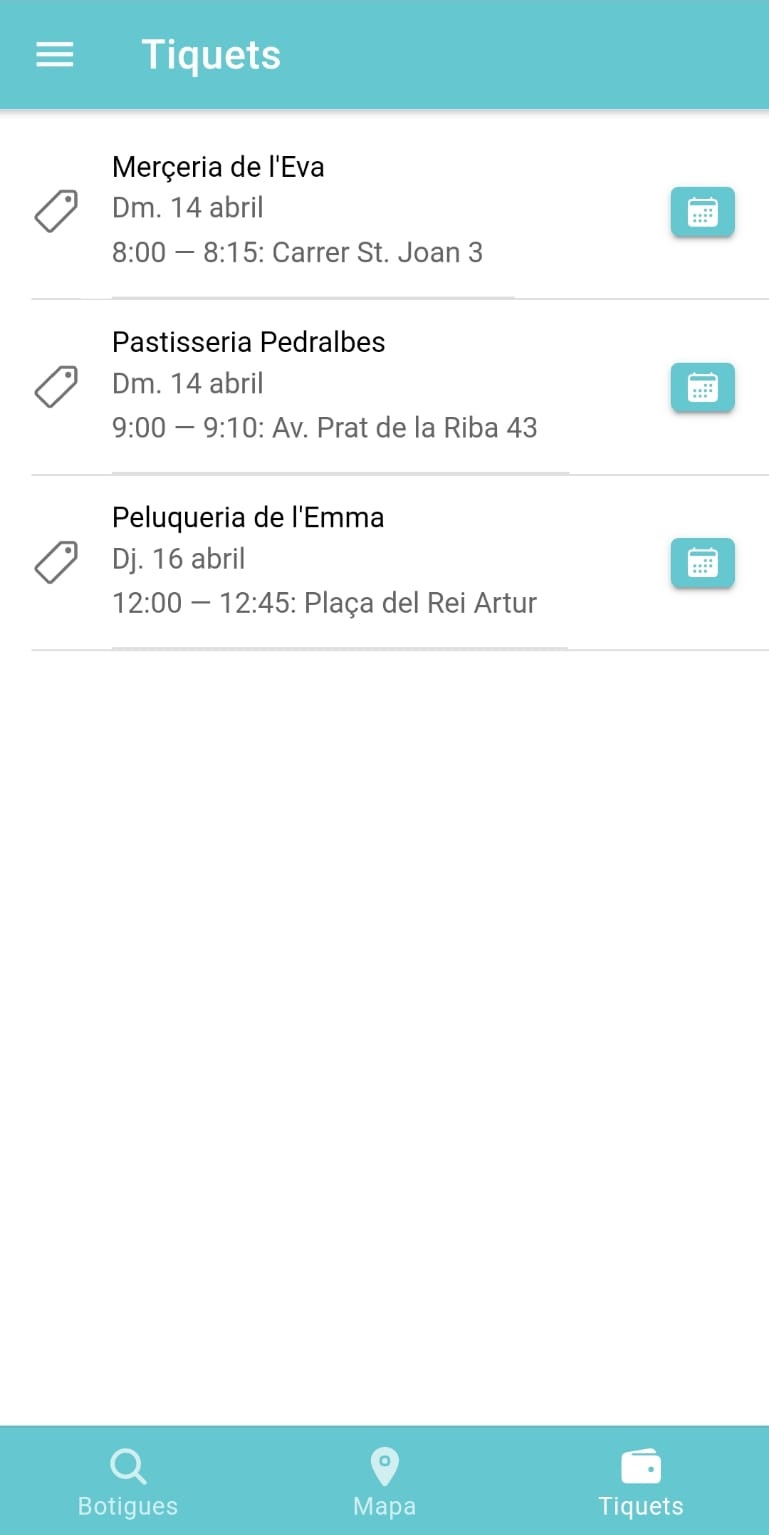 Tiquets
Merçeria de l'Eva
Dm. 14 abril
8:00 — 8:15: Carrer St. Joan 3
Pastisseria Pedralbes
Dm. 14 abril
9:00 — 9:10: Av. Prat de la Riba 43
Peluqueria de l'Emma
Dj. 16 abril
12:00 — 12:45: Plaça del Rei Artur
Botigues
Mapa
Tiquets